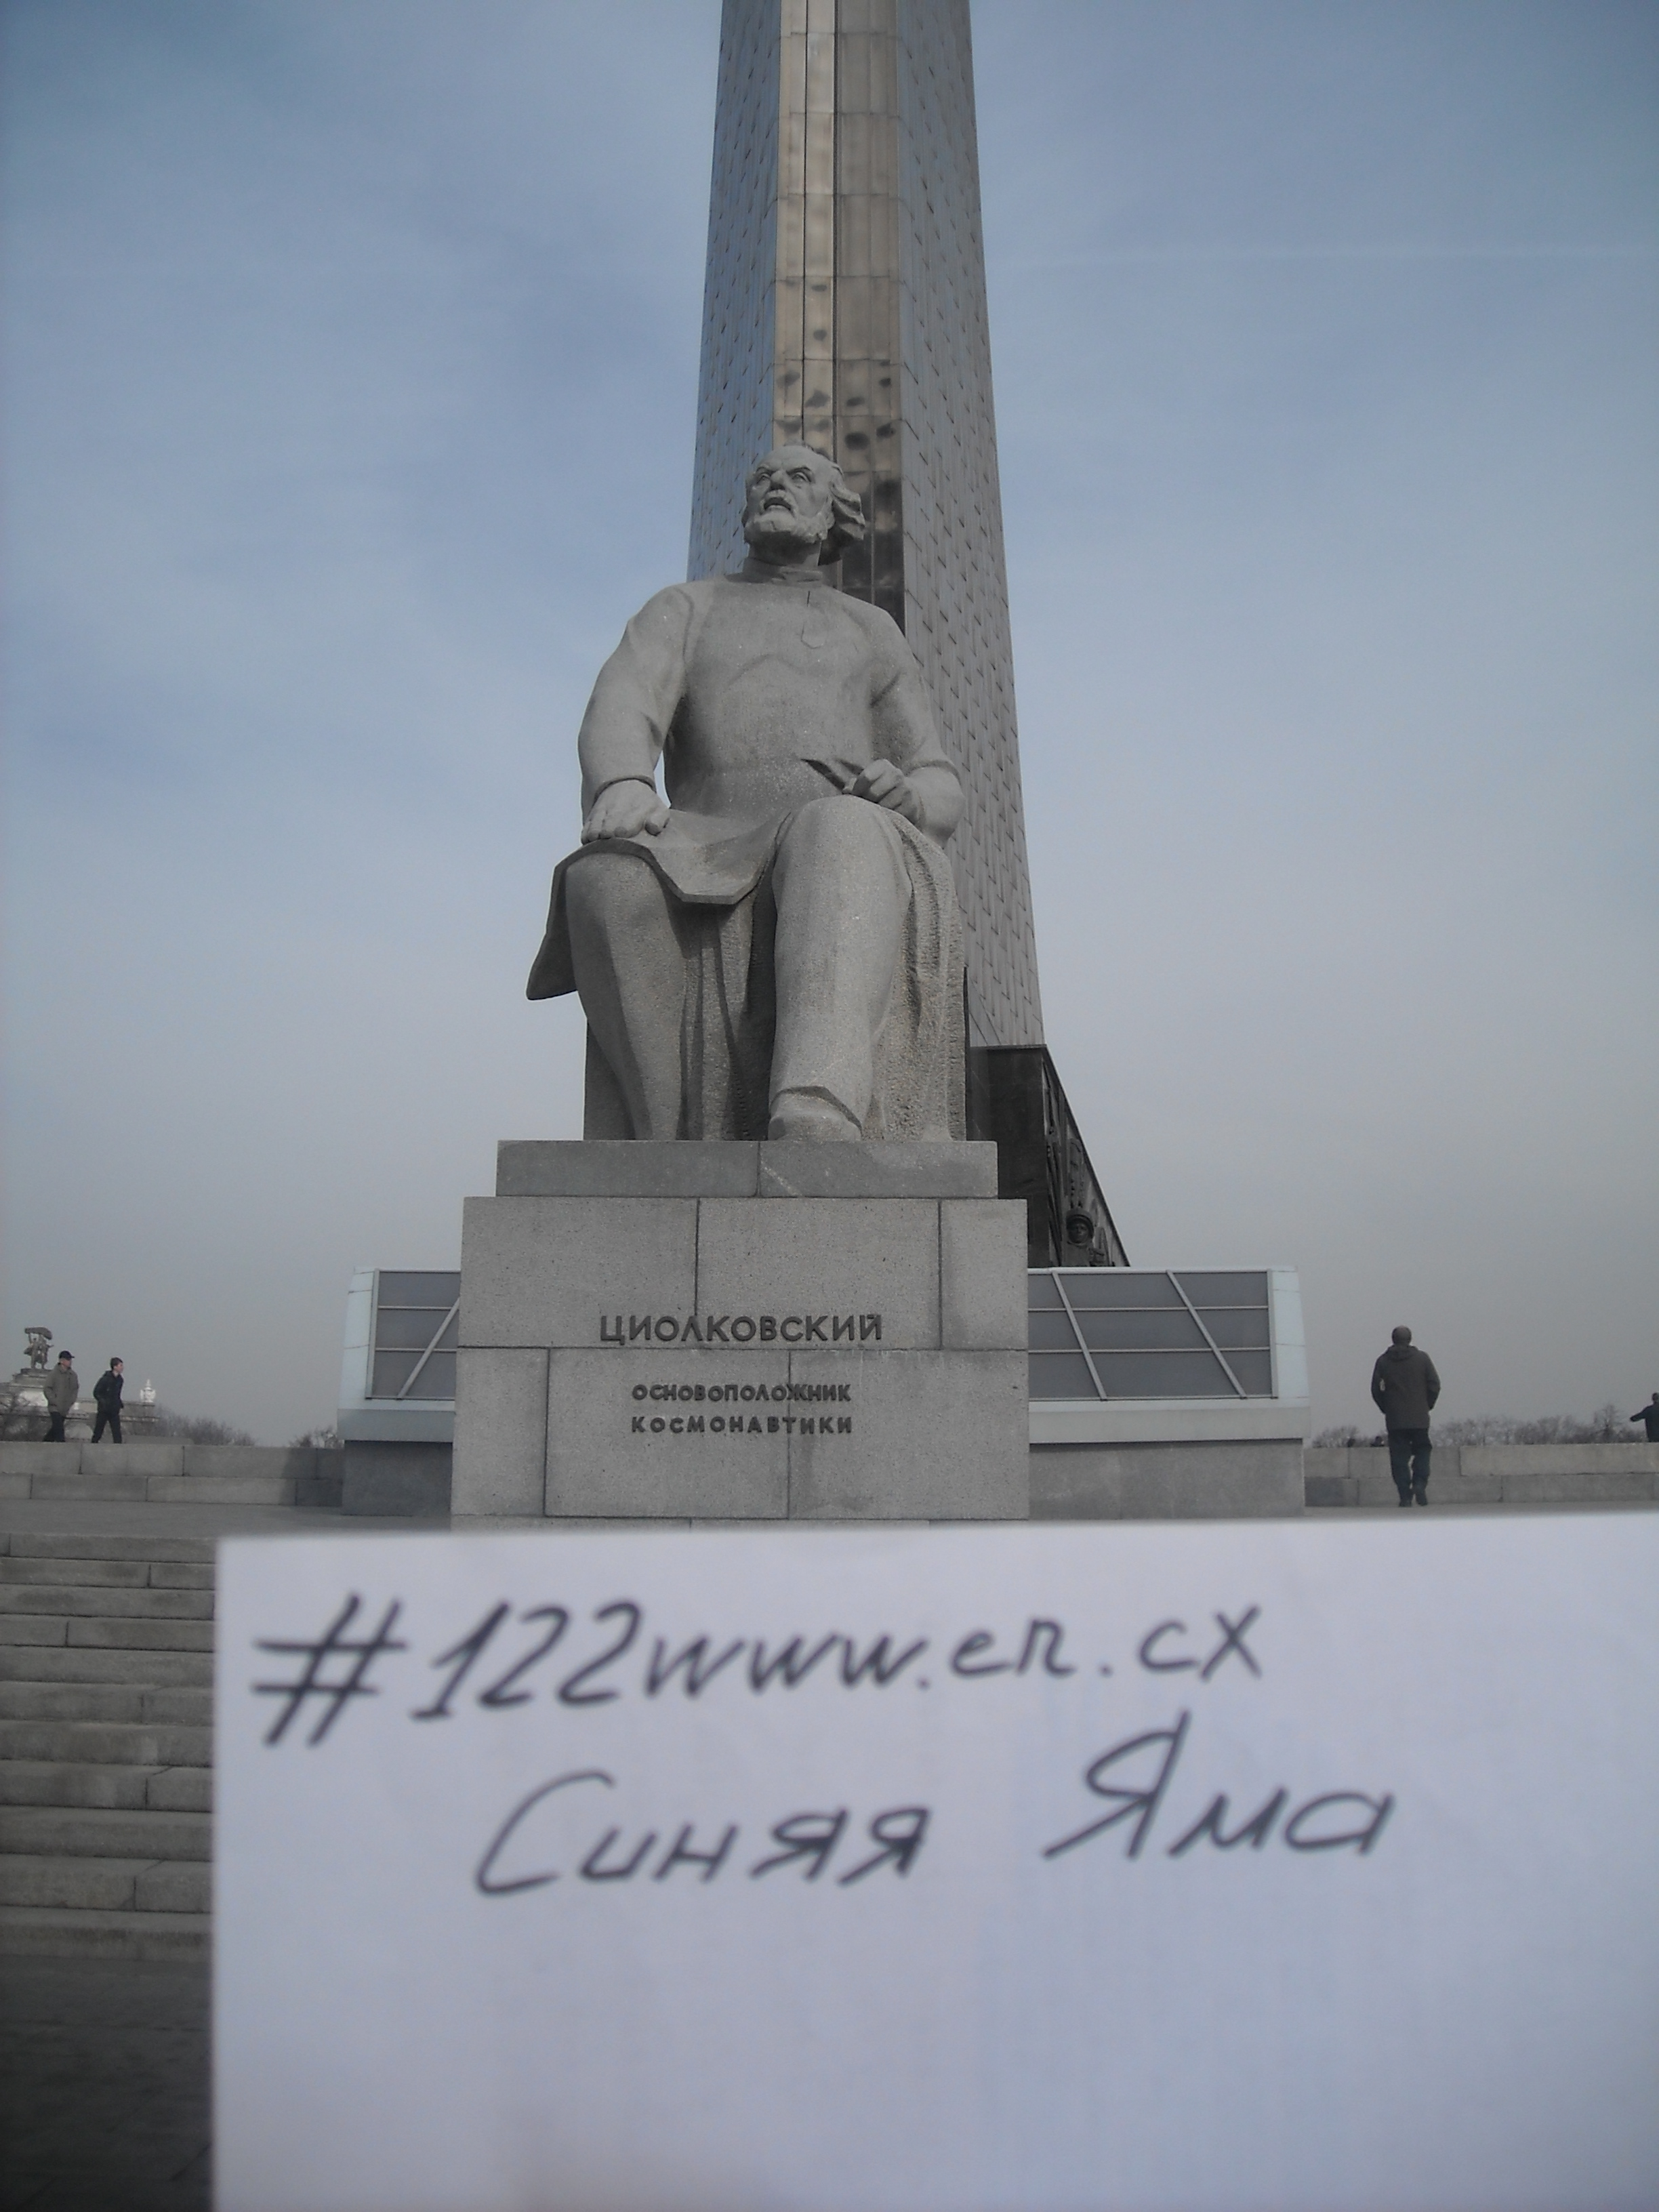 ЦИОЛКОВСКИЙ
ОСНОВОПОЛОЖНИК
КОСМОНАВТИКИ
#122www.en.cx
Синяя Яма